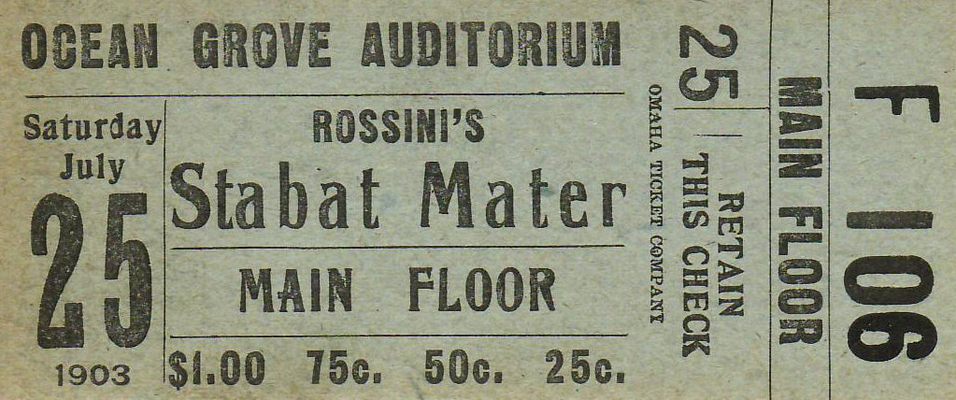 OCEAN GROVE AUDITORIUM
Saturday
July
25
1903
ROSSINI'S
Stabat Mater
MAIN FLOOR
$1.00 75c. 50c. 25c.
25
RETAIN
THIS CHECK
OMAHA TICKET COMPANY
MAIN FLOOR
F 106